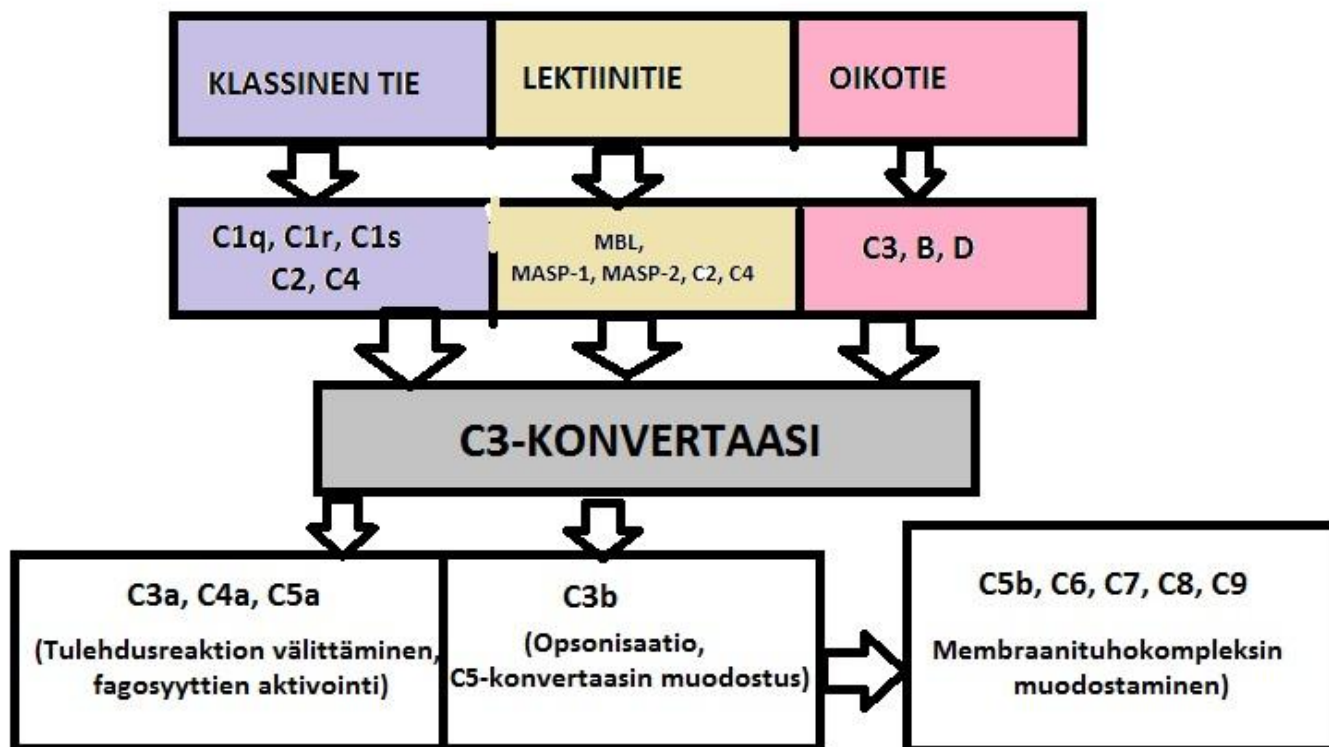 KLASSINEN TIE
LEKTIINITIE
OIKOTIE
C1q, C1r, C1s
C2, C4
MBL,
MASP-1, MASP-2, C2, C4
C3, B, D
C3-KONVERTAASI
C3a, C4a, C5a
(Tulehdusreaktion välittäminen,
fagosyyttien aktivointi)
C3b
(Opsonisaatio,
C5-konvertaasin muodostus)
C5b, C6, C7, C8, C9
Membraanituhokompleksin
muodostaminen)